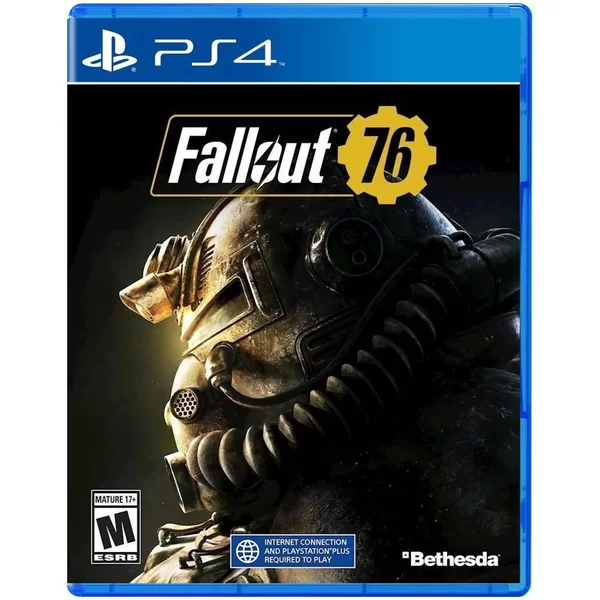 PS4
Fallout 76
MATURE 17+
M
ESRB
INTERNET CONNECTION
AND PLAYSTATION®PLUS
REQUIRED TO PLAY
Bethesda®